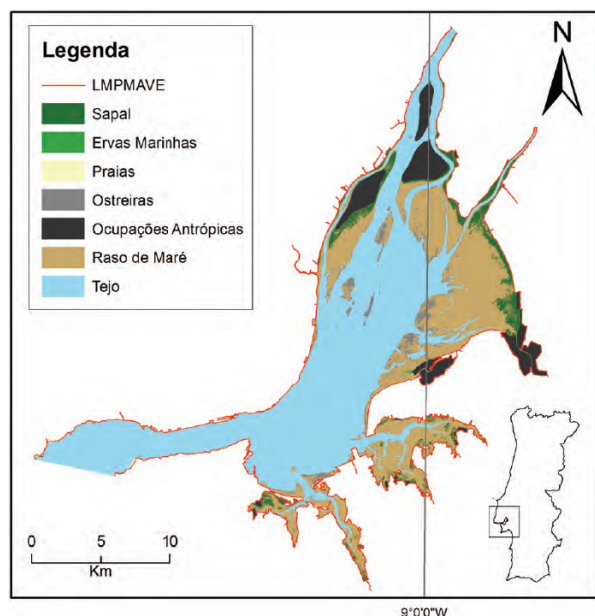 Legenda
LMPMAVE
Sapal
Ervas Marinhas
Praias
Ostreiras
Ocupações Antrópicas
Raso de Maré
Tejo
N
0 5 10
Km
9°0'0"W